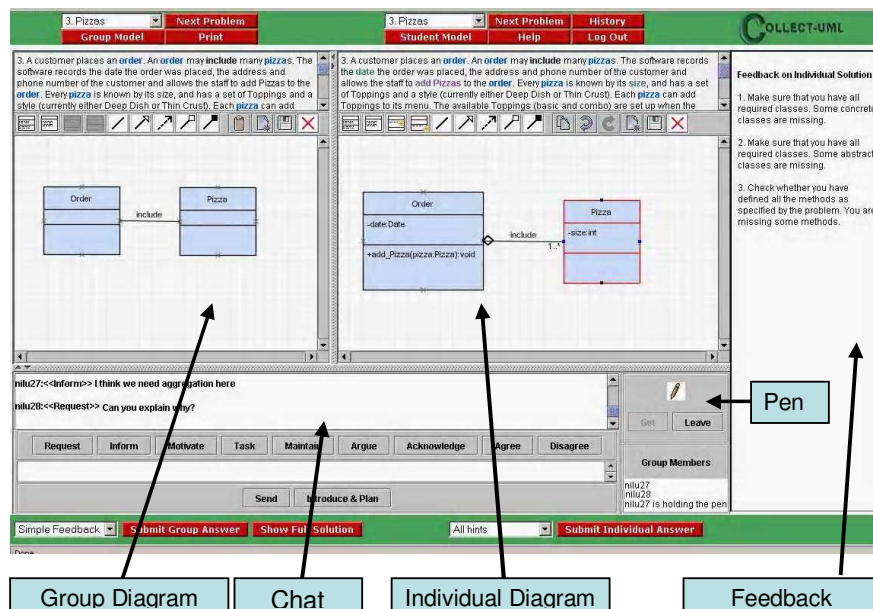 3. Pizzas Next Problem
Group Model Print
3. Pizzas Next Problem History
Student Model Help Log Out
COLLECT-UML
3. A customer places an order. An order may include many pizzas. The
software records the date the order was placed, the address and
phone number of the customer and allows the staff to add Pizzas to the
order. Every pizza is known by its size, and has a set of Toppings and a
style (currently either Deep Dish or Thin Crust). Each pizza can add
3. A customer places an order. An order may include many pizzas. The software records
the date the order was placed, the address and phone number of the customer and
allows the staff to add Pizzas to the order. Every pizza is known by its size, and has a set
of Toppings and a style (currently either Deep Dish or Thin Crust). Each pizza can add
Toppings to its menu. The available Toppings (basic and combo) are set up when the
Order
include
Pizza
Order
-date:Date
+add_Pizza(pizza:Pizza):void
include
1..*
Pizza
-size:int
Feedback on Individual Solution
1. Make sure that you have all
required classes. Some concrete
classes are missing.
2. Make sure that you have all
required classes. Some abstract
classes are missing.
3. Check whether you have
defined all the methods as
specified by the problem. You are
missing some methods.
nilu27:<<Inform>> I think we need aggregation here
nilu28:<<Request>> Can you explain why?
Request Inform Motivate Task Maintain Argue Acknowledge Agree Disagree
Send Introduce & Plan
Get Leave
Group Members
nilu27
nilu28
nilu27 is holding the pen
Pen
Simple Feedback Submit Group Answer Show Full Solution All hints Submit Individual Answer
Done
Group Diagram Chat Individual Diagram Feedback